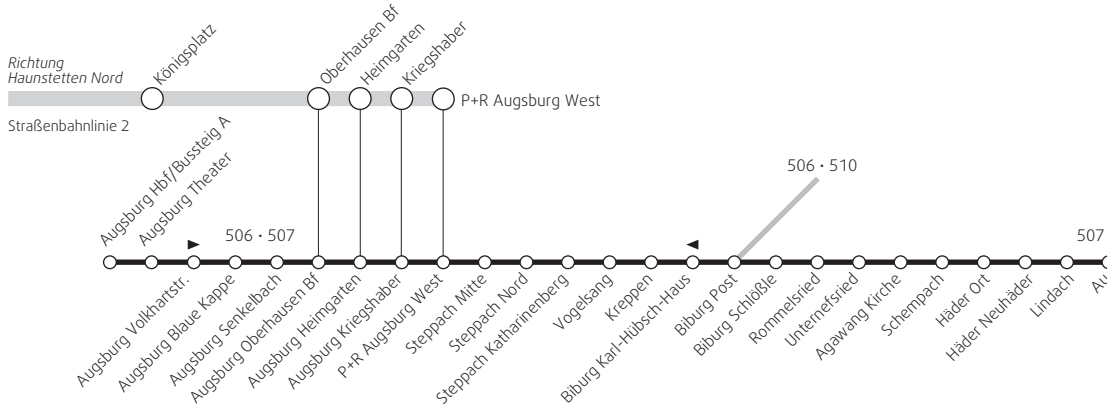 Richtung
Haunstetten Nord
Königsplatz
Oberhausen Bf
Heimgarten
Kriegshaber
P+R Augsburg West
Straßenbahnlinie 2
Augsburg Hbf/Bussteig A
Augsburg Theater
506 · 507
506 · 510
507
Augsburg Volkhartstr.
Augsburg Blaue Kappe
Augsburg Senkelbach
Augsburg Oberhausen Bf
Augsburg Heimgarten
Augsburg Kriegshaber
P+R Augsburg West
Steppach Mitte
Steppach Nord
Steppach Katharinenberg
Vogelsang
Kreppen
Biburg Karl-Hübsch-Haus
Biburg Post
Biburg Schlößle
Rommelsried
Unternefsried
Agawang Kirche
Schempach
Häder Ort
Häder Neuhäder
Lindach
Au